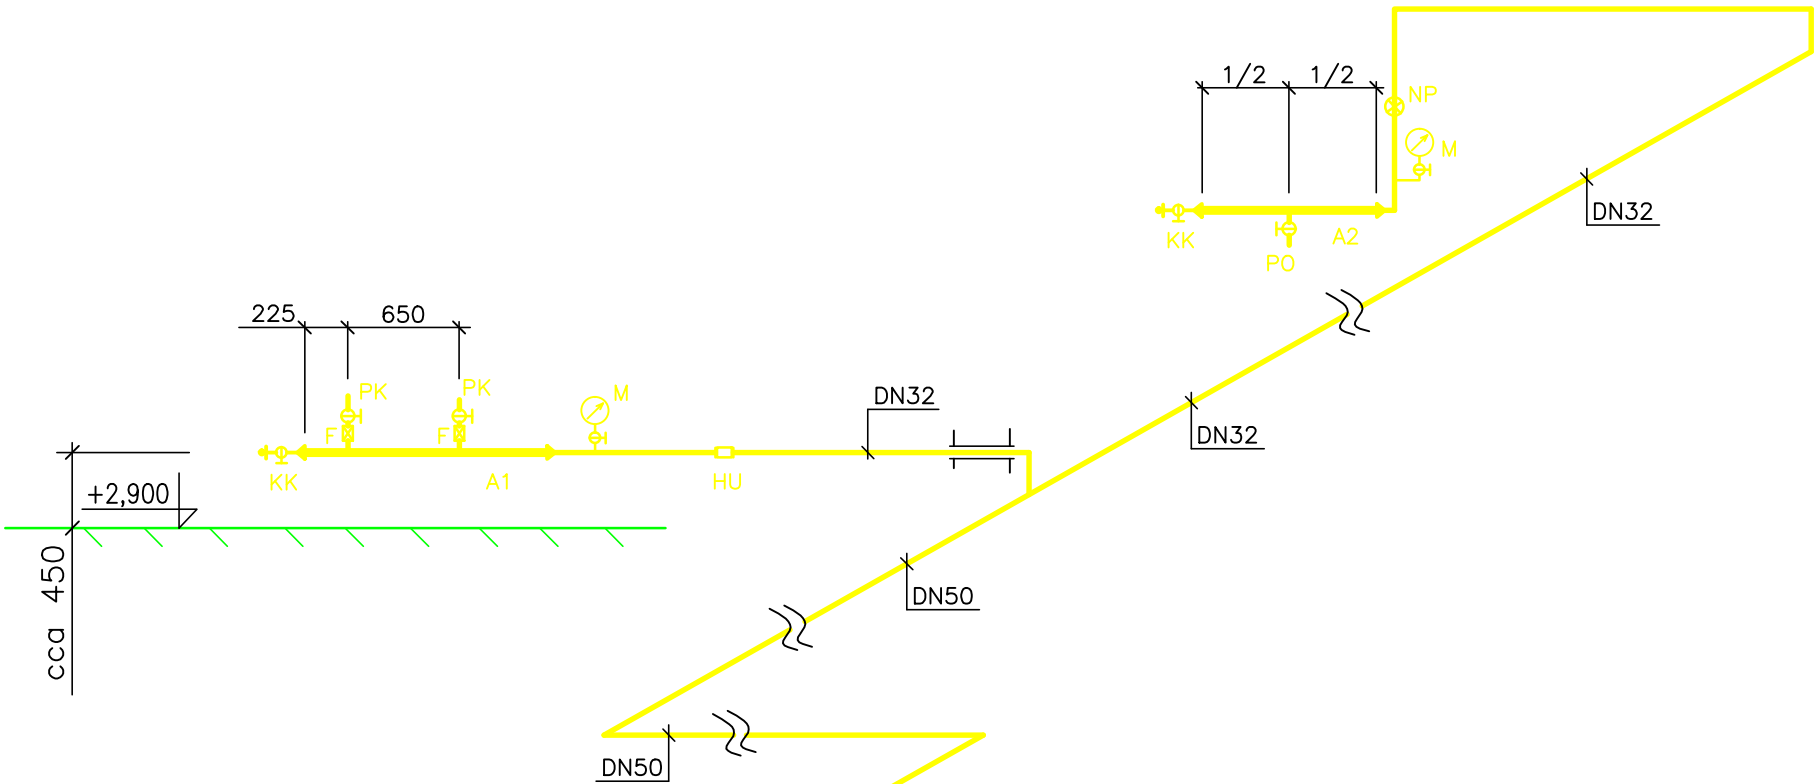 1/2 1/2
NP
M
DN32
KK
A2
PO
225 650
PK PK
M
F F
DN32
DN32
KK
A1
HU
+2,900
cca 450
DN50
DN50